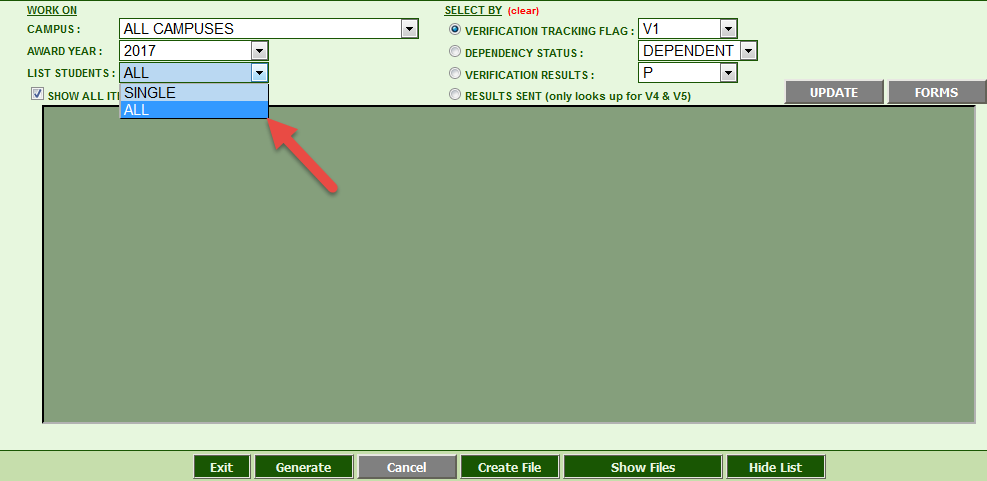 WORK ON
CAMPUS : ALL CAMPUSES
AWARD YEAR : 2017
LIST STUDENTS : ALL
SINGLE
ALL
SHOW ALL
SELECT BY (clear)
VERIFICATION TRACKING FLAG : V1
DEPENDENCY STATUS : DEPENDENT
VERIFICATION RESULTS : P
RESULTS SENT (only looks up for V4 & V5)
UPDATE FORMS
Exit Generate Cancel Create File Show Files Hide List